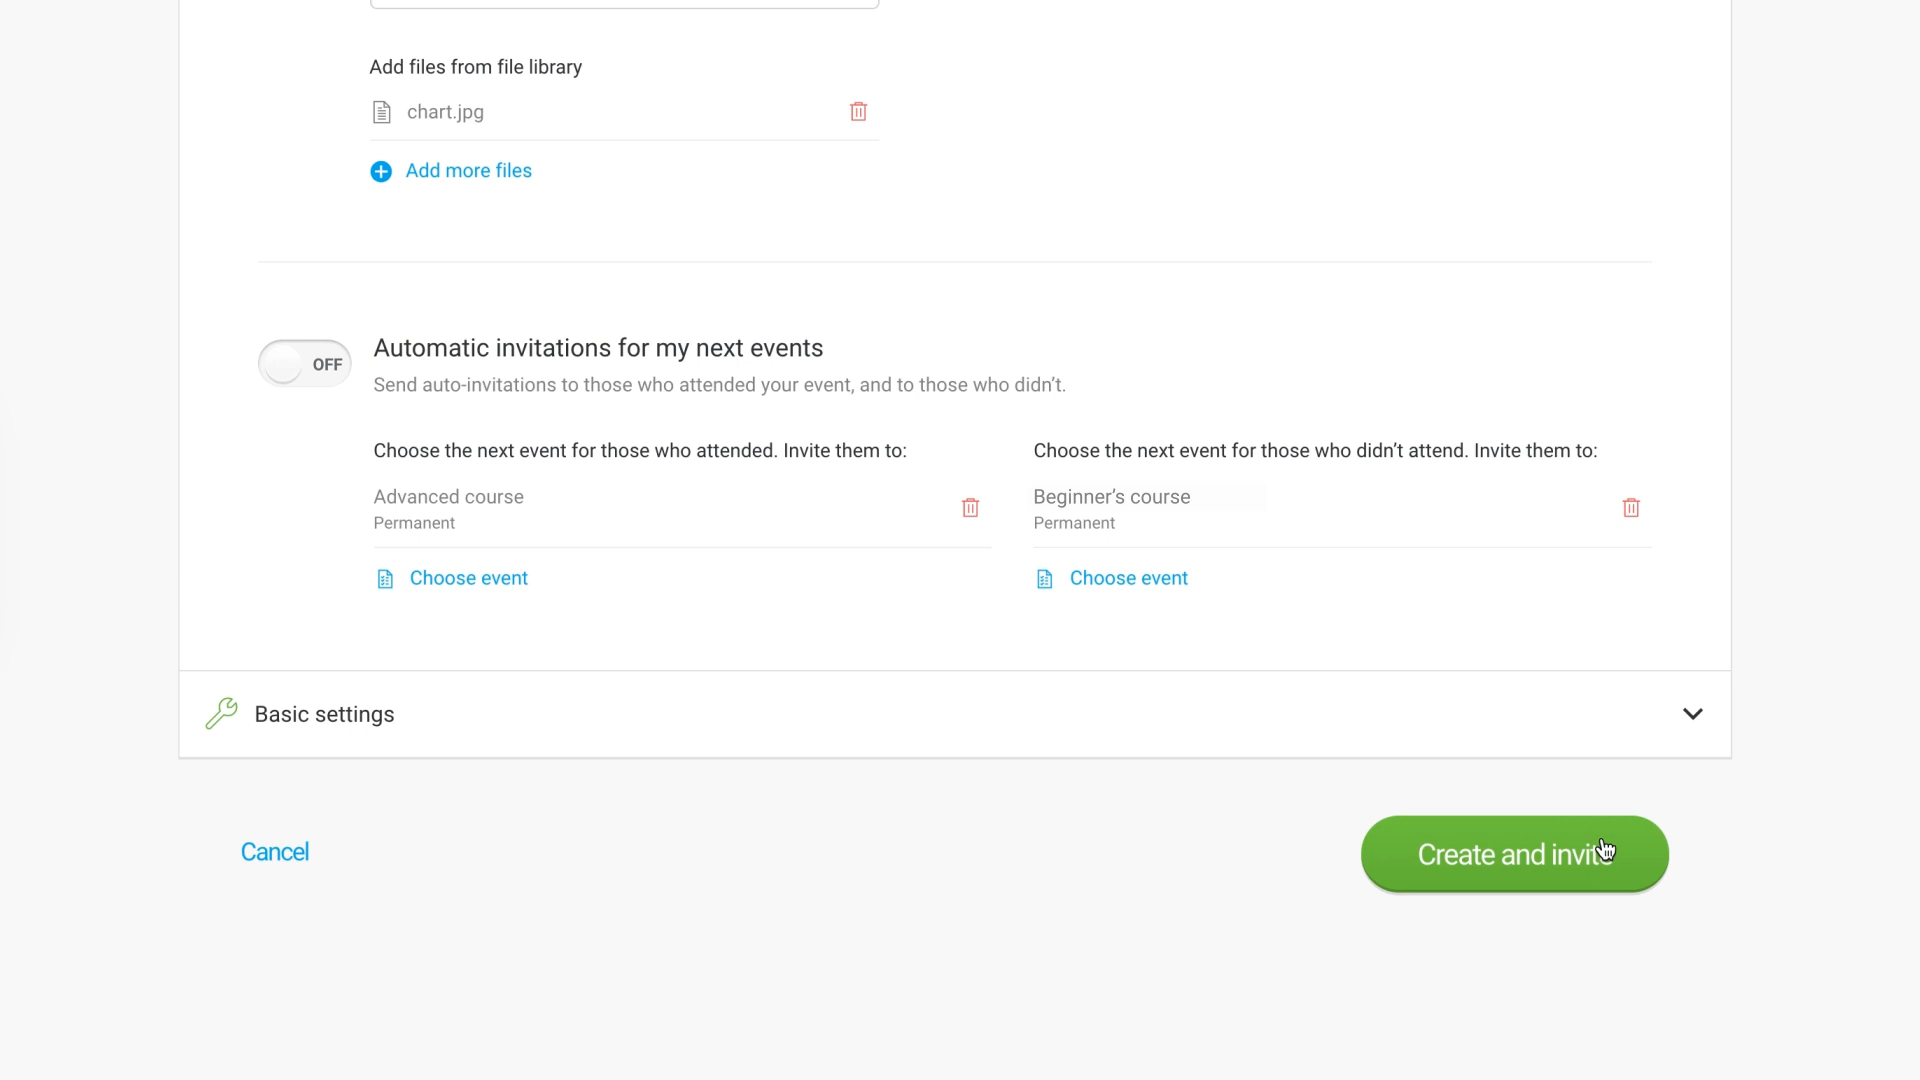 Add files from file library
chart.jpg
Add more files
OFF
Automatic invitations for my next events
Send auto-invitations to those who attended your event, and to those who didn't.
Choose the next event for those who attended. Invite them to:
Advanced course
Permanent
Choose event
Choose the next event for those who didn't attend. Invite them to:
Beginner's course
Permanent
Choose event
Basic settings
Cancel
Create and invite